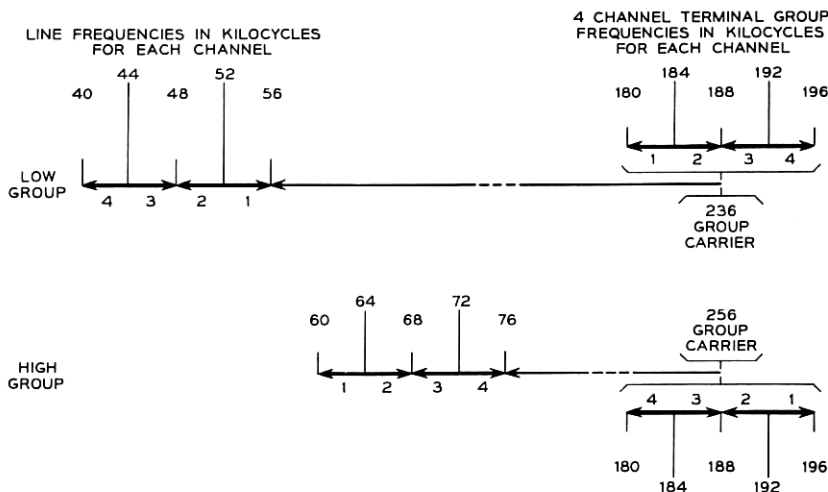 LINE FREQUENCIES IN KILOCYCLES
FOR EACH CHANNEL
4 CHANNEL TERMINAL GROUP
FREQUENCIES IN KILOCYCLES
FOR EACH CHANNEL
44 52 184 192
40 48 56 180 188 196
1 2 3 4
LOW
GROUP
4 3 2 1
236
GROUP
CARRIER
64 72
60 68 76
256
GROUP
CARRIER
HIGH
GROUP
1 2 3 4
4 3 2 1
180 188 196
184 192